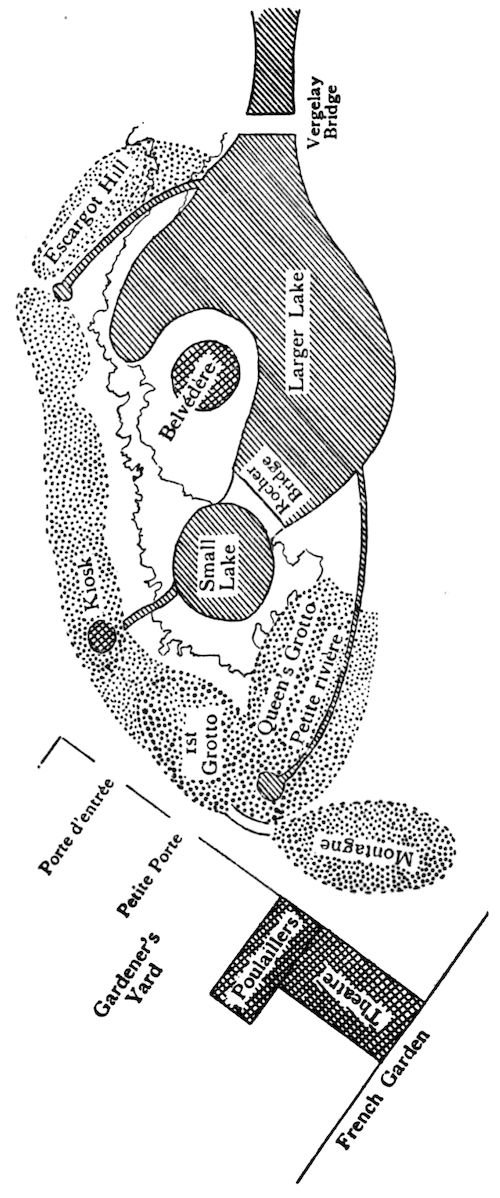 Vergelay
Bridge
Escargot Hill
Larger Lake
Belvédère
Rocher
Bridge
Small
Lake
Kiosk
Queen's Grotto
Petite rivière
1st
Grotto
Porte d'entrée
Petite Porte
Montagne
Gardener's
Yard
Poulaillers
Theatre
French Garden